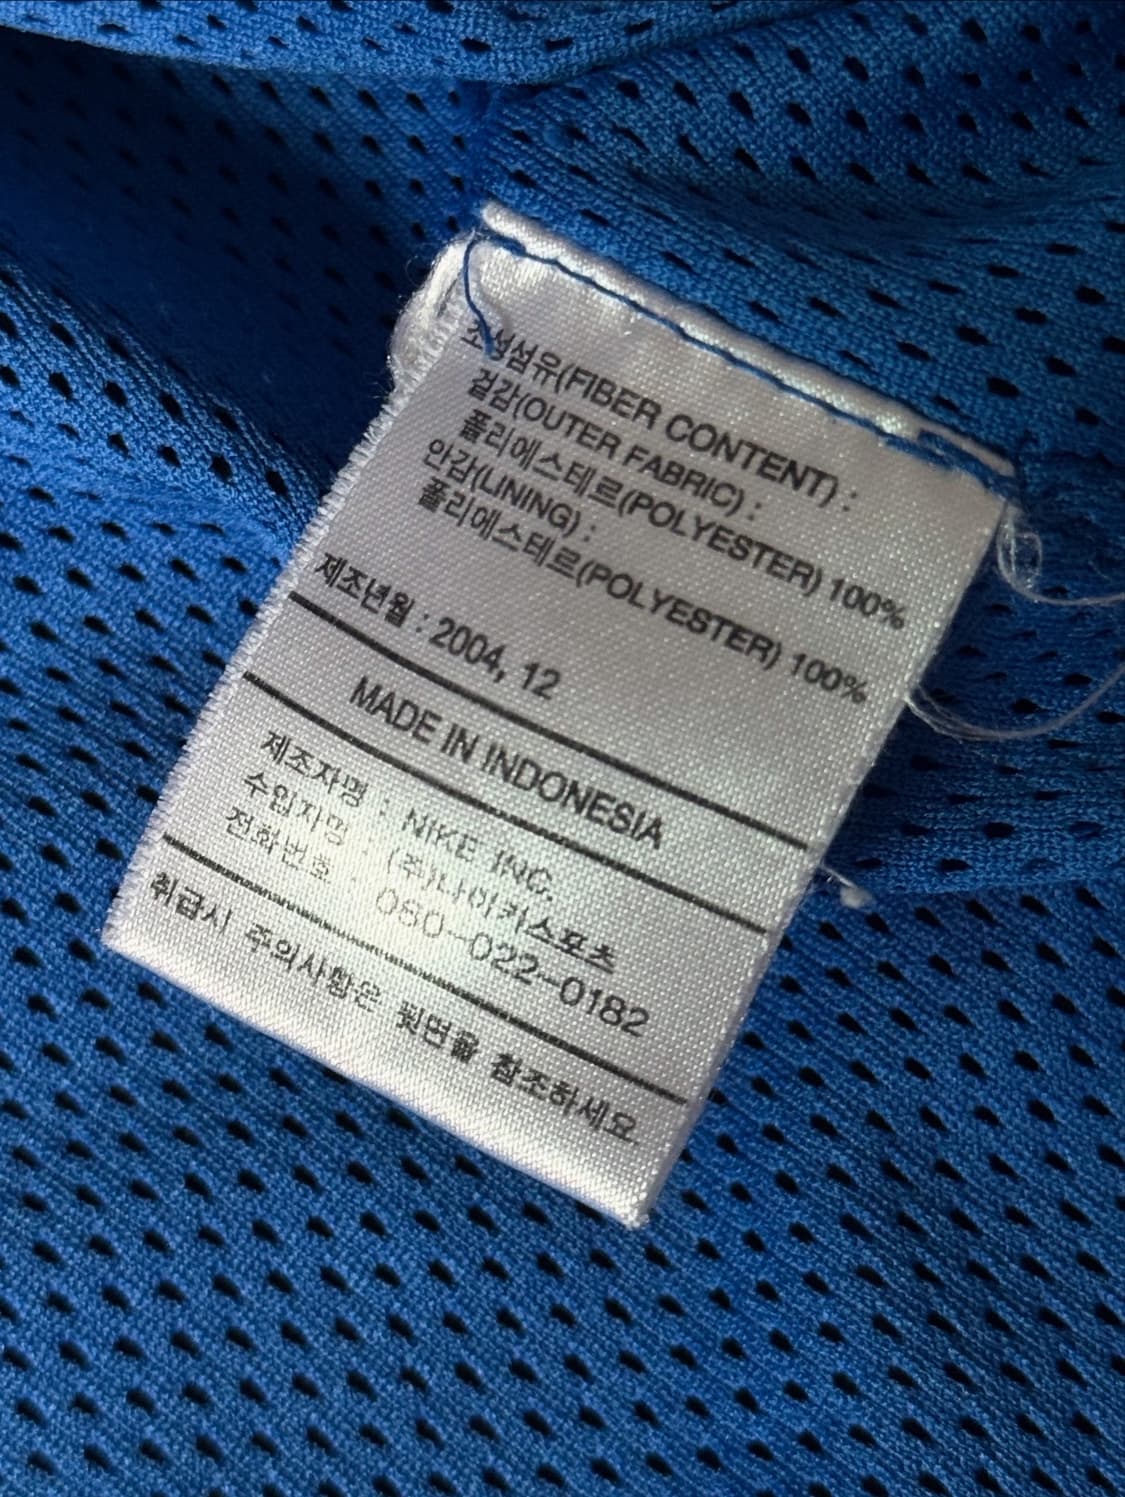 조성섬유(FIBER CONTENT) :
겉감(OUTER FABRIC) :
폴리에스테르(POLYESTER) 100%
안감(LINING) :
폴리에스테르(POLYESTER) 100%
제조년월 : 2004, 12
MADE IN INDONESIA
제조자명 : NIKE INC.
수입자명 : (주)나이키스포츠
전화번호 : 080-022-0182
취급시 주의사항은 뒷면을 참조하세요.